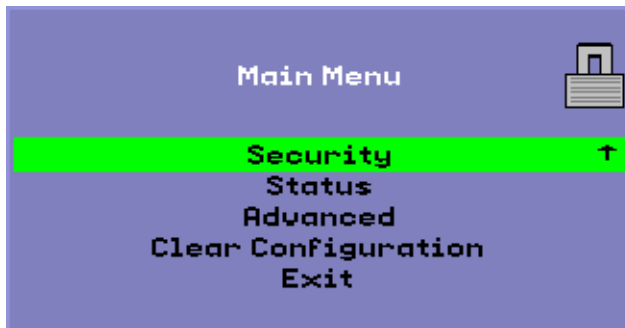 Main Menu
Security ↑
Status
Advanced
Clear Configuration
Exit